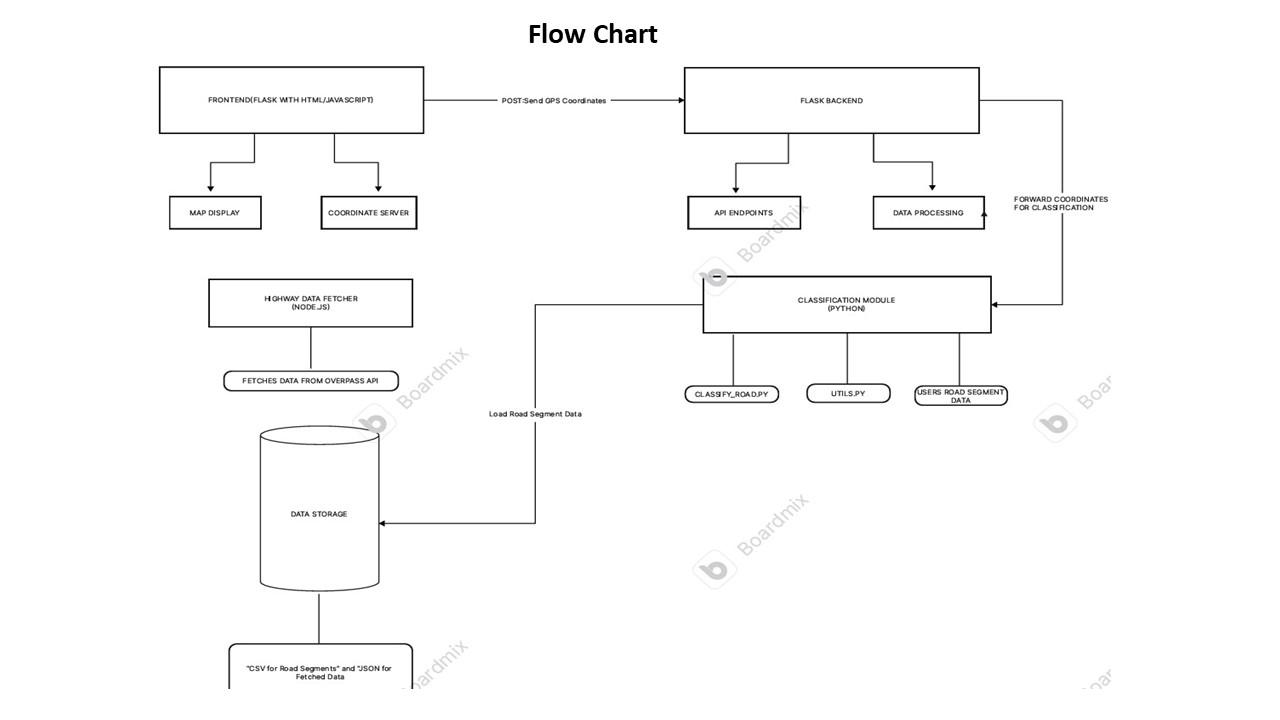 Flow Chart
FRONTEND(FLASK WITH HTML/JAVASCRIPT)
POST:Send GPS Coordinates
FLASK BACKEND
MAP DISPLAY
COORDINATE SERVER
API ENDPOINTS
DATA PROCESSING
FORWARD COORDINATES
FOR CLASSIFICATION
Boardmix
HIGHWAY DATA FETCHER
(NODE.JS)
CLASSIFICATION MODULE
(PYTHON)
FETCHES DATA FROM OVERPASS API
Boardmix
CLASSIFY_ROAD.PY
UTILS.PY
USERS ROAD SEGMENT
DATA
Boar
Load Road Segment Data
DATA STORAGE
Boardmix
"CSV for Road Segments" and "JSON for
Fetched Data
oardmix
oar